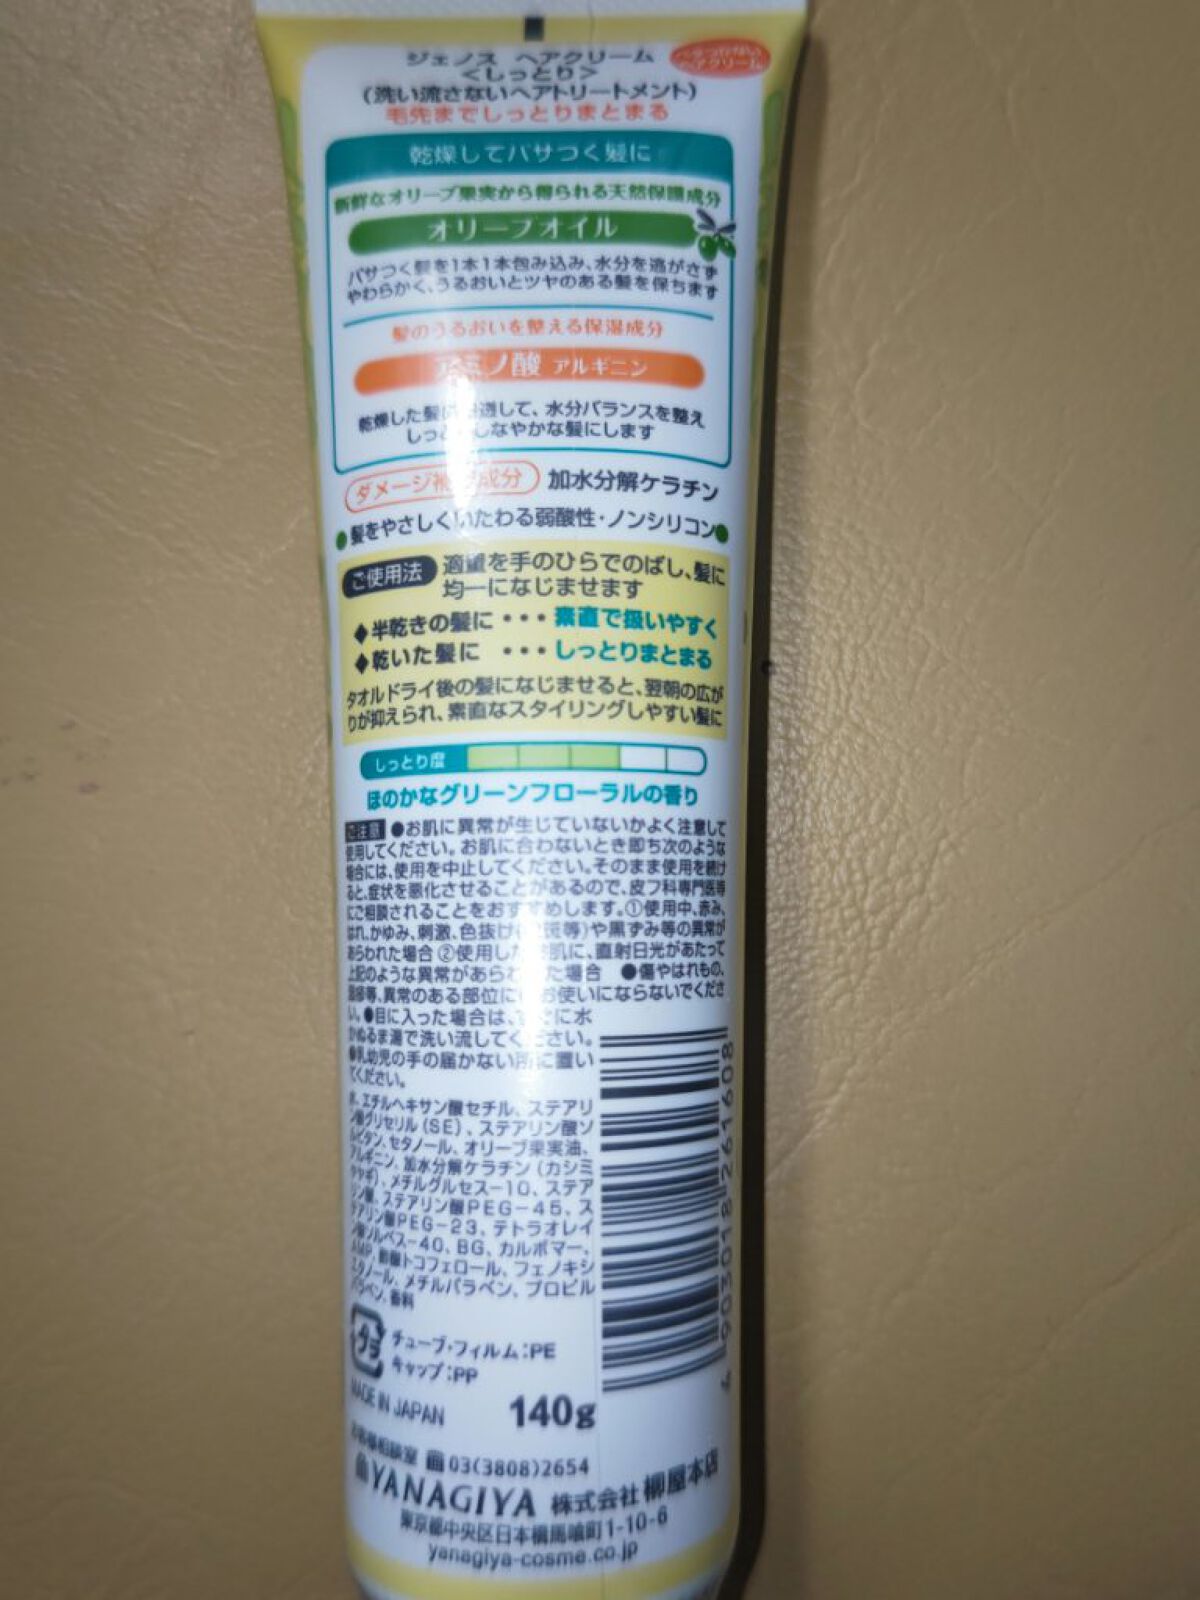 ジェノス ヘアクリーム
<しっとり>
(洗い流さないヘアトリートメント)
毛先までしっとりまとまる
ヘアクリーム
乾燥してパサつく髪に
新鮮なオリーブ果実から得られる天然保護成分
オリーブオイル
パサつく髪を1本1本包み込み、水分を逃がさず
やわらかく、うるおいとツヤのある髪を保ちます
髪のうるおいを整える保湿成分
アミノ酸 アルギニン
乾燥した髪に 透して、水分バランスを整え
しっと しなやかな髪にします
ダメージ補 成分 加水分解ケラチン
●髪をやさしくいたわる弱酸性・ノンシリコン●
ご使用法 適量を手のひらでのばし、髪に
均一になじませます
◆半乾きの髪に・・・素直で扱いやすく
◆乾いた髪に ・・・しっとりまとまる
タオルドライ後の髪になじませると、翌朝の広が
りが抑えられ、素直なスタイリングしやすい髪に
しっとり度
ほのかなグリーンフローラルの香り
ご注意 ●お肌に異常が生じていないかよく注意して
使用してください。お肌に合わないとき即ち次のような
場合には、使用を中止してください。そのまま使用を続け
ると、症状を悪化させることがあるので、皮フ科専門医等
にご相談されることをおすすめします。①使用中、赤み、
はれ、かゆみ、刺激、色抜け( 斑等)や黒ずみ等の異常が
あらわれた場合 ②使用した 肌に、直射日光があたって
上記のような異常があらわ た場合 ●傷やはれもの、
湿疹等、異常のある部位に お使いにならないでくださ
い。●目に入った場合は、すぐに水
かぬるま湯で洗い流してください。
●乳幼児の手の届かない所に置い
てください。
水、エチルヘキサン酸セチル、ステアリ
ン酸グリセリル(SE)、ステアリン酸ソ
ルビタン、セタノール、オリーブ果実油、
アルギニン、加水分解ケラチン(カシミ
ヤヤギ)、メチルグルセス-10、ステア
リン酸、ステアリン酸PEG-45、ス
テアリン酸PEG-23、テトラオレイ
ン酸ソルベス-40、BG、カルボマー、
AMP、酢酸トコフェロール、フェノキシ
エタノール、メチルパラベン、プロピル
パラベン、香料
4903018261608
プラ
チューブ・フィルム:PE
キャップ:PP
MADE IN JAPAN 140g
お客様相談室 03(3808)2654
YANAGIYA 株式会社 柳屋本店
東京都中央区日本橋馬喰町1-10-6
yanagiya-cosme.co.jp